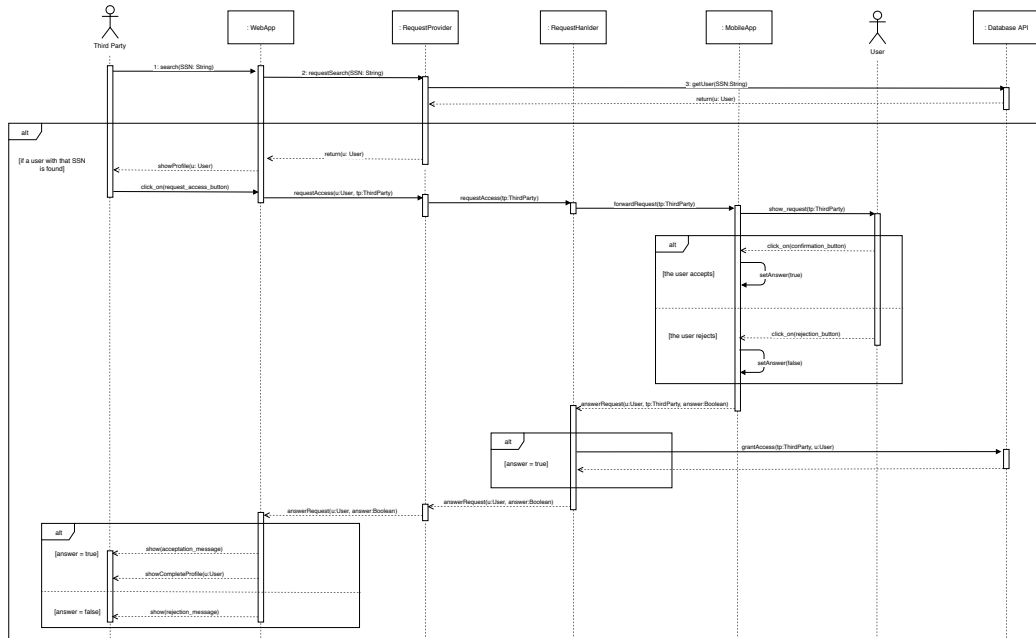 Third Party
: WebApp
: RequestProvider
: RequestHanlder
: MobileApp
User
: Database API
1: search(SSN: String)
2: requestSearch(SSN: String)
3: getUser(SSN:String)
return(u: User)
alt
[if a user with that SSN
is found]
return(u: User)
showProfile(u: User)
click_on(request_access_button)
requestAccess(u:User, tp:ThirdParty)
requestAccess(tp:ThirdParty)
forwardRequest(tp:ThirdParty)
show_request(tp:ThirdParty)
alt
click_on(confirmation_button)
[the user accepts]
setAnswer(true)
[the user rejects]
click_on(rejection_button)
setAnswer(false)
answerRequest(u:User, tp:ThirdParty, answer:Boolean)
alt
grantAccess(tp:ThirdParty, u:User)
[answer = true]
answerRequest(u:User, answer:Boolean)
answerRequest(u:User, answer:Boolean)
alt
[answer = true]
show(acceptation_message)
showCompleteProfile(u:User)
[answer = false]
show(rejection_message)